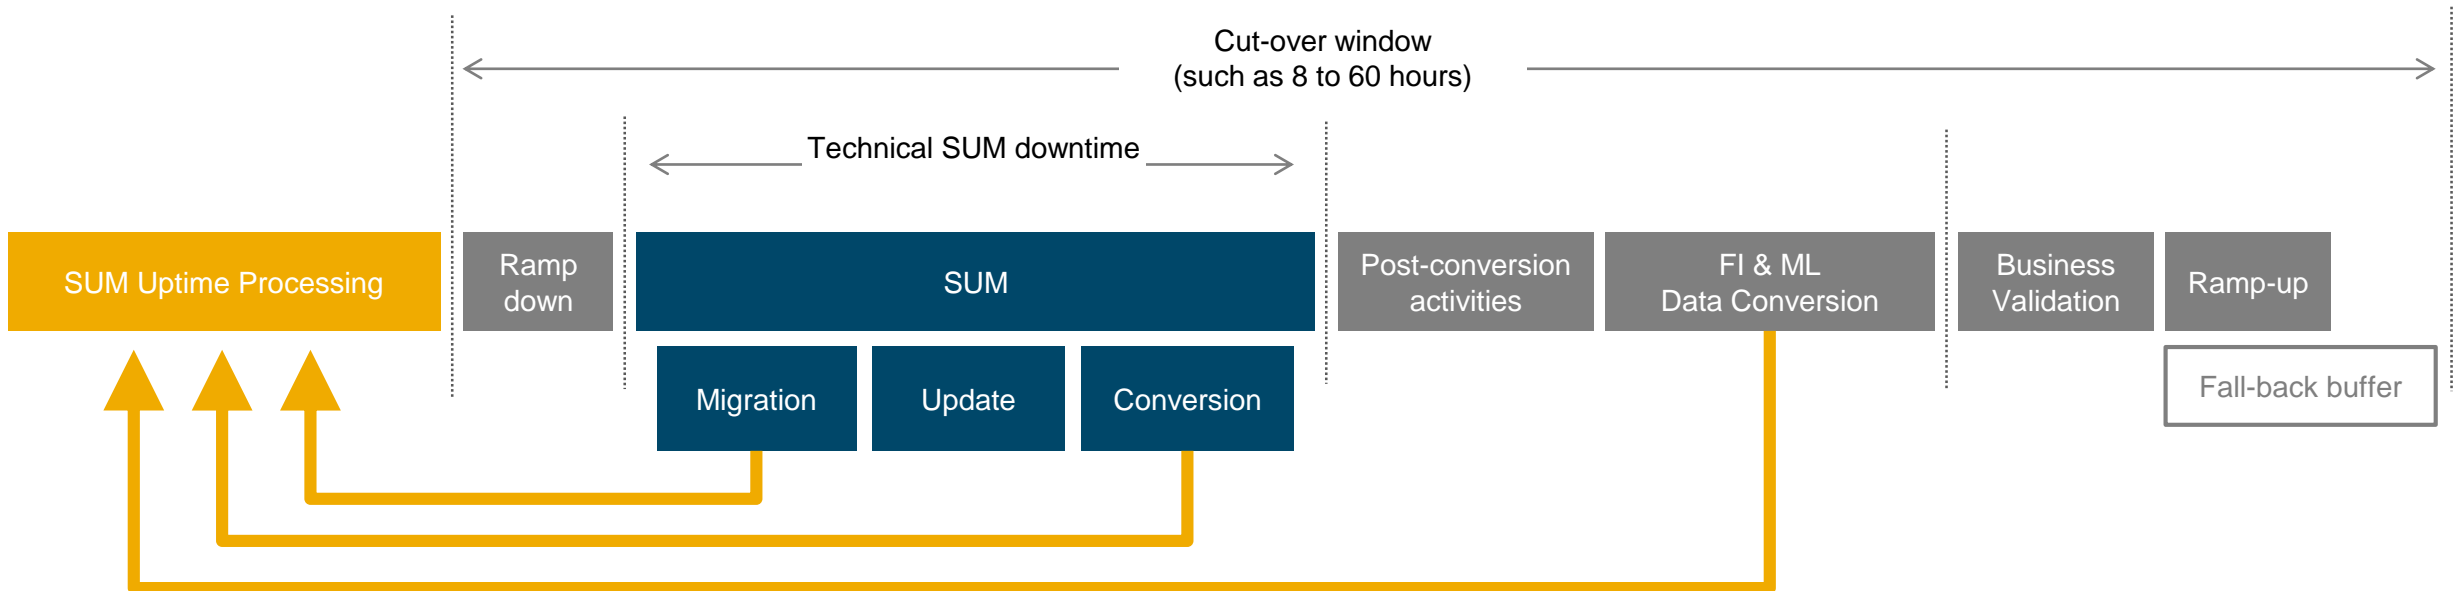 Cut-over window
(such as 8 to 60 hours)
Technical SUM downtime
SUM Uptime Processing
Ramp
down
SUM
Post-conversion
activities
FI & ML
Data Conversion
Business
Validation
Ramp-up
Migration
Update
Conversion
Fall-back buffer